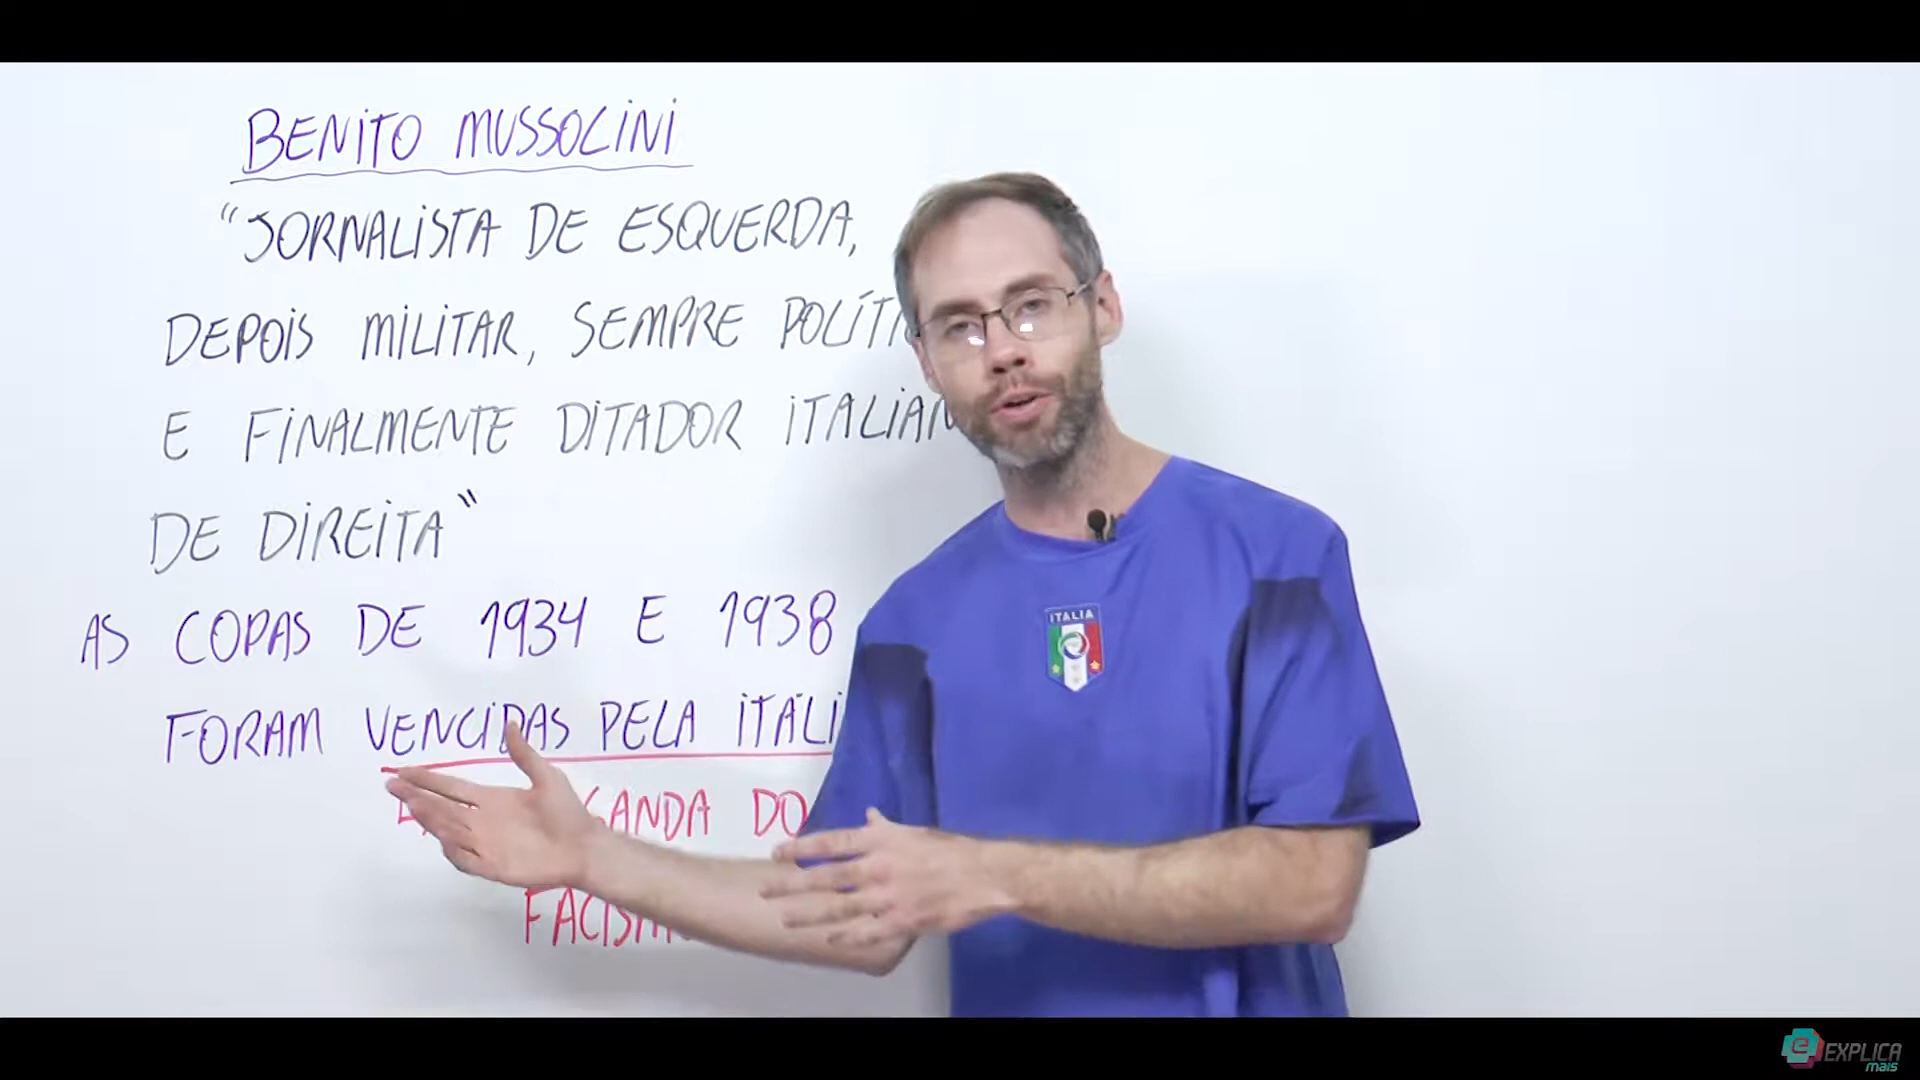 BENITO MUSSOLINI
"JORNALISTA DE ESQUERDA,
DEPOIS MILITAR, SEMPRE
E FINALMENTE DITADOR
DE DIREITA"
AS COPAS DE 1934 E 1938
FORAM VENCIDAS PELA
DO
ITALIA
EXPLICA
mais